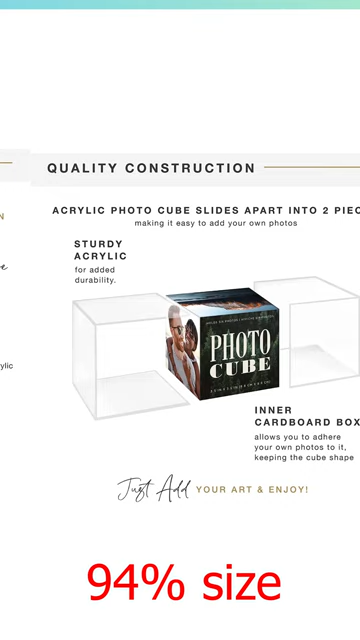 QUALITY CONSTRUCTION
ACRYLIC PHOTO CUBE SLIDES APART INTO 2 PIEC
making it easy to add your own photos
STURDY
ACRYLIC
for added
durability.
PHOTO
CUBE
INNER
CARDBOARD BOX
allows you to adhere
your own photos to it,
keeping the cube shape
Just Add YOUR ART & ENJOY!
N
ylic
94% size